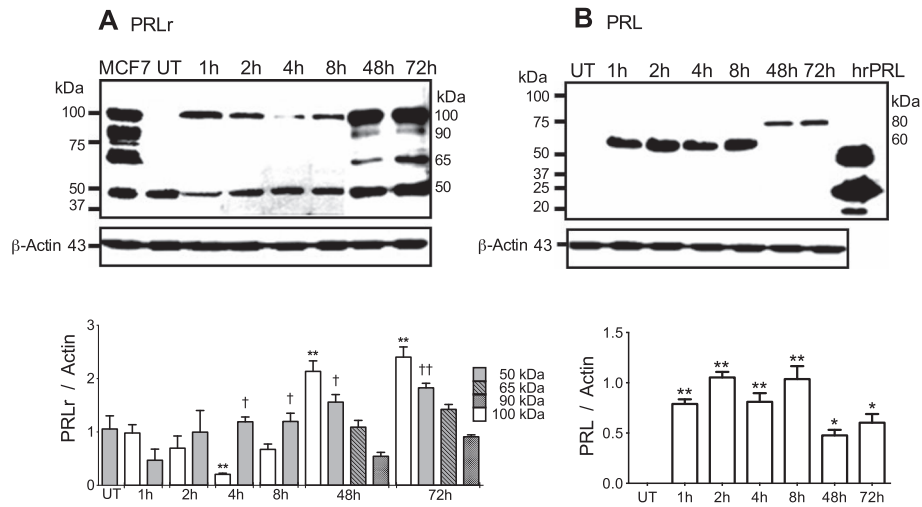 A PRLr
MCF7 UT 1h 2h 4h 8h 48h 72h
kDa
100
75
50
37
kDa
100
90
65
50
β-Actin 43
B PRL
UT 1h 2h 4h 8h 48h 72h hrPRL
kDa
100
75
50
37
25
20
kDa
80
60
β-Actin 43
PRLr / Actin
3
2
1
0
** † † ** † ** ††
UT 1h 2h 4h 8h 48h 72h
50 kDa
65 kDa
90 kDa
100 kDa
PRL / Actin
1.5
1.0
0.5
0.0
** ** ** ** * *
UT 1h 2h 4h 8h 48h 72h